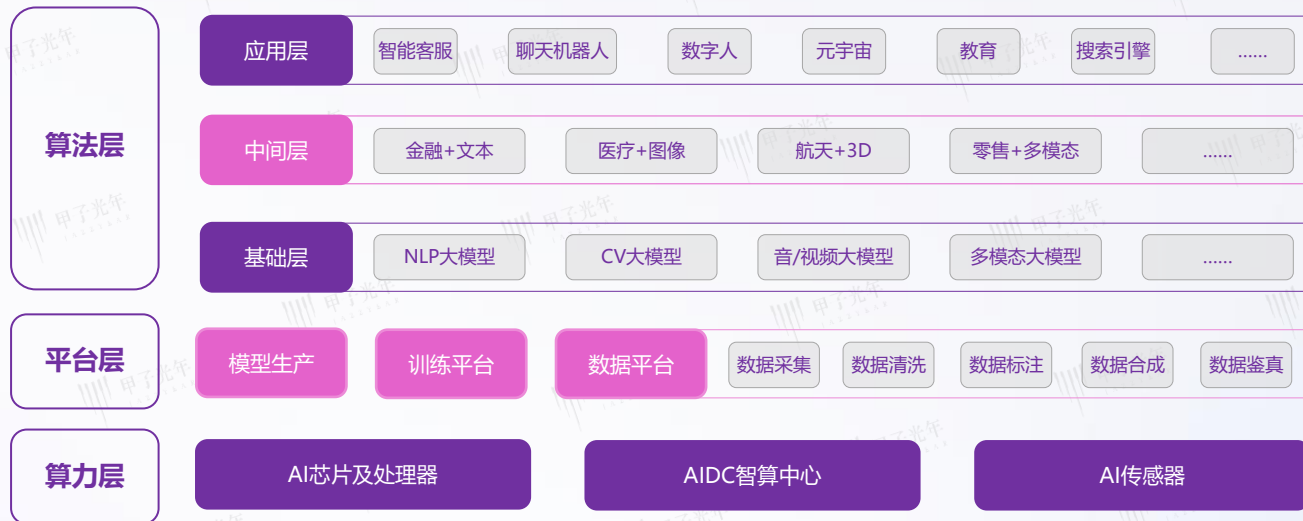 算法层
应用层
智能客服
聊天机器人
数字人
元宇宙
教育
搜索引擎
......
中间层
金融+文本
医疗+图像
航天+3D
零售+多模态
......
基础层
NLP大模型
CV大模型
音/视频大模型
多模态大模型
......
平台层
模型生产
训练平台
数据平台
数据采集
数据清洗
数据标注
数据合成
数据鉴真
算力层
AI芯片及处理器
AIDC智算中心
AI传感器
甲子光年